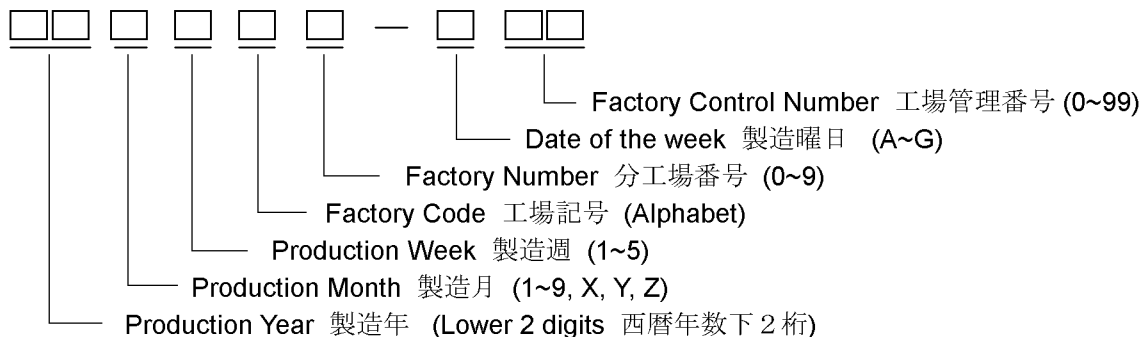 Factory Control Number 工場管理番号 (0~99)
Date of the week 製造曜日 (A~G)
Factory Number 分工場番号 (0~9)
Factory Code 工場記号 (Alphabet)
Production Week 製造週 (1~5)
Production Month 製造月 (1~9, X, Y, Z)
Production Year 製造年 (Lower 2 digits 西暦年数下２桁)